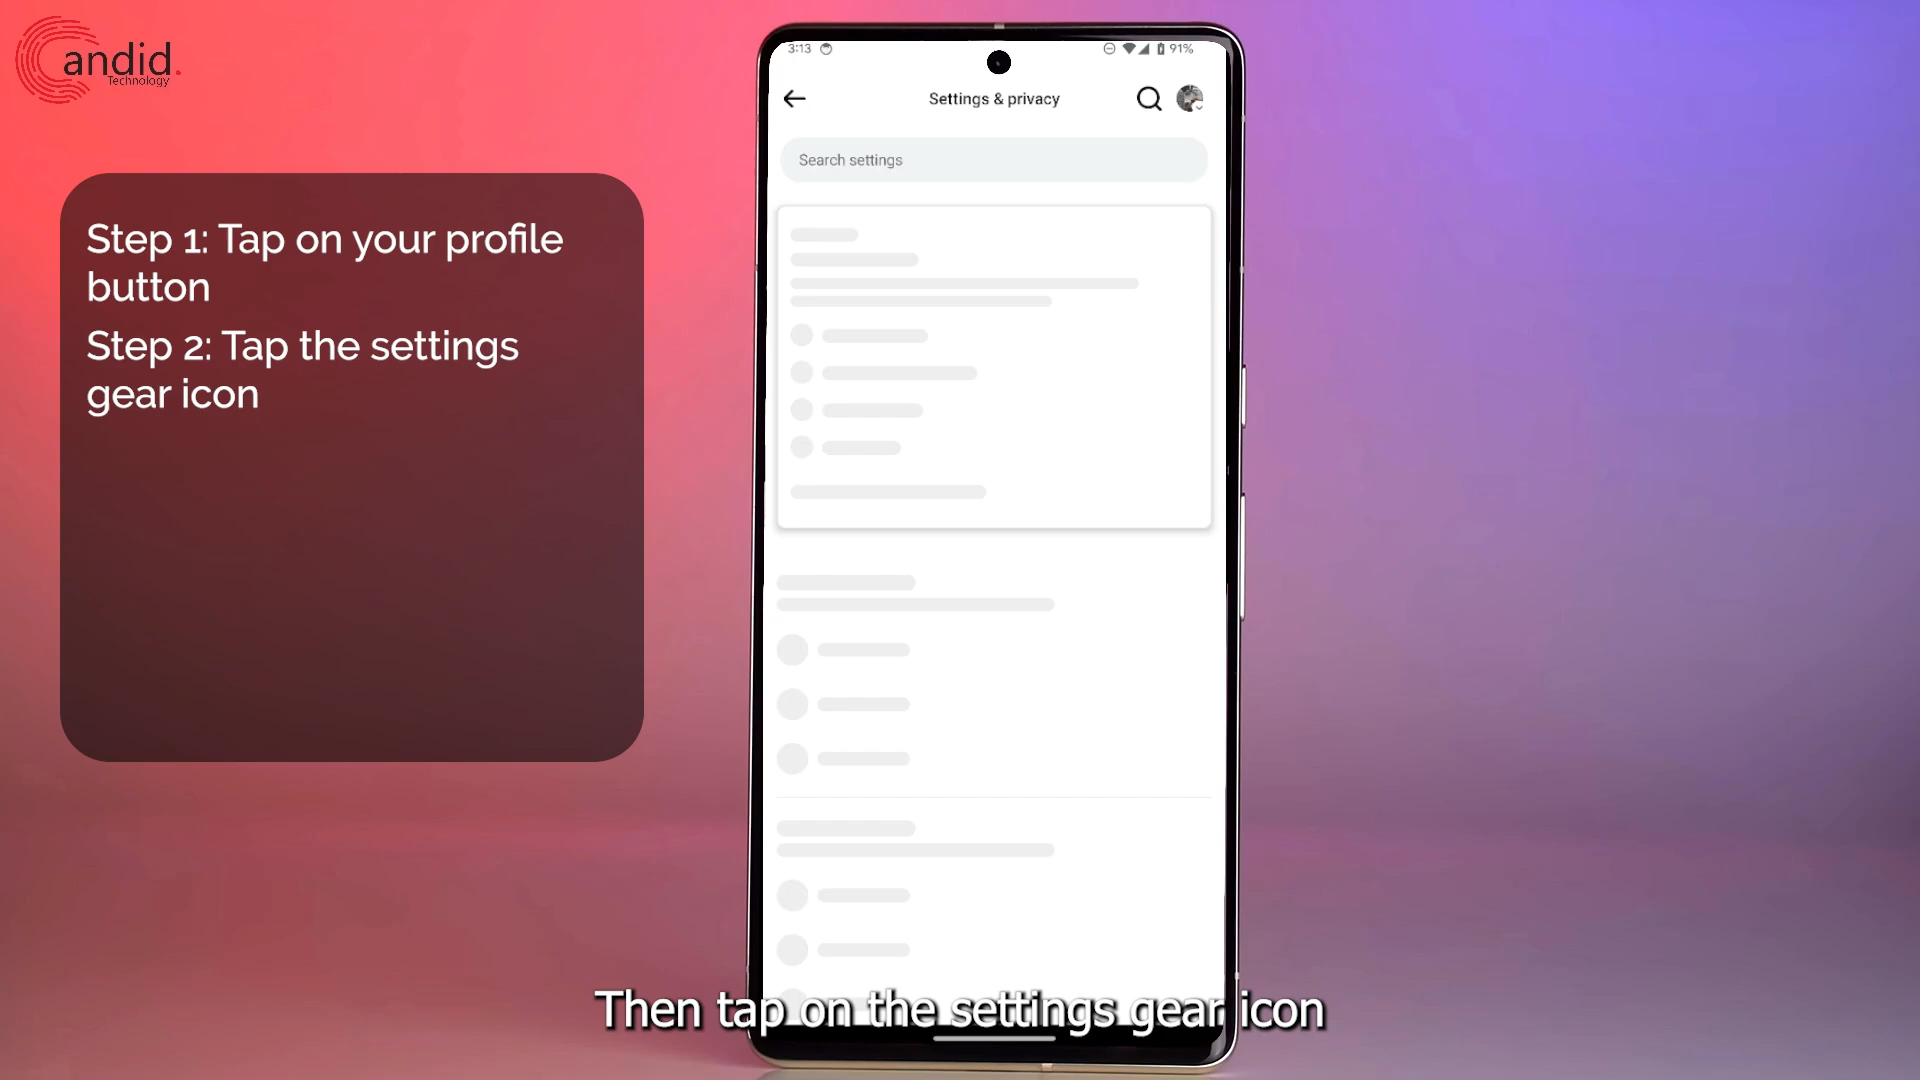 Candid.
Technology
3:13
91%
Settings & privacy
Search settings
Step 1: Tap on your profile
button
Step 2: Tap the settings
gear icon
Then tap on the settings gear icon